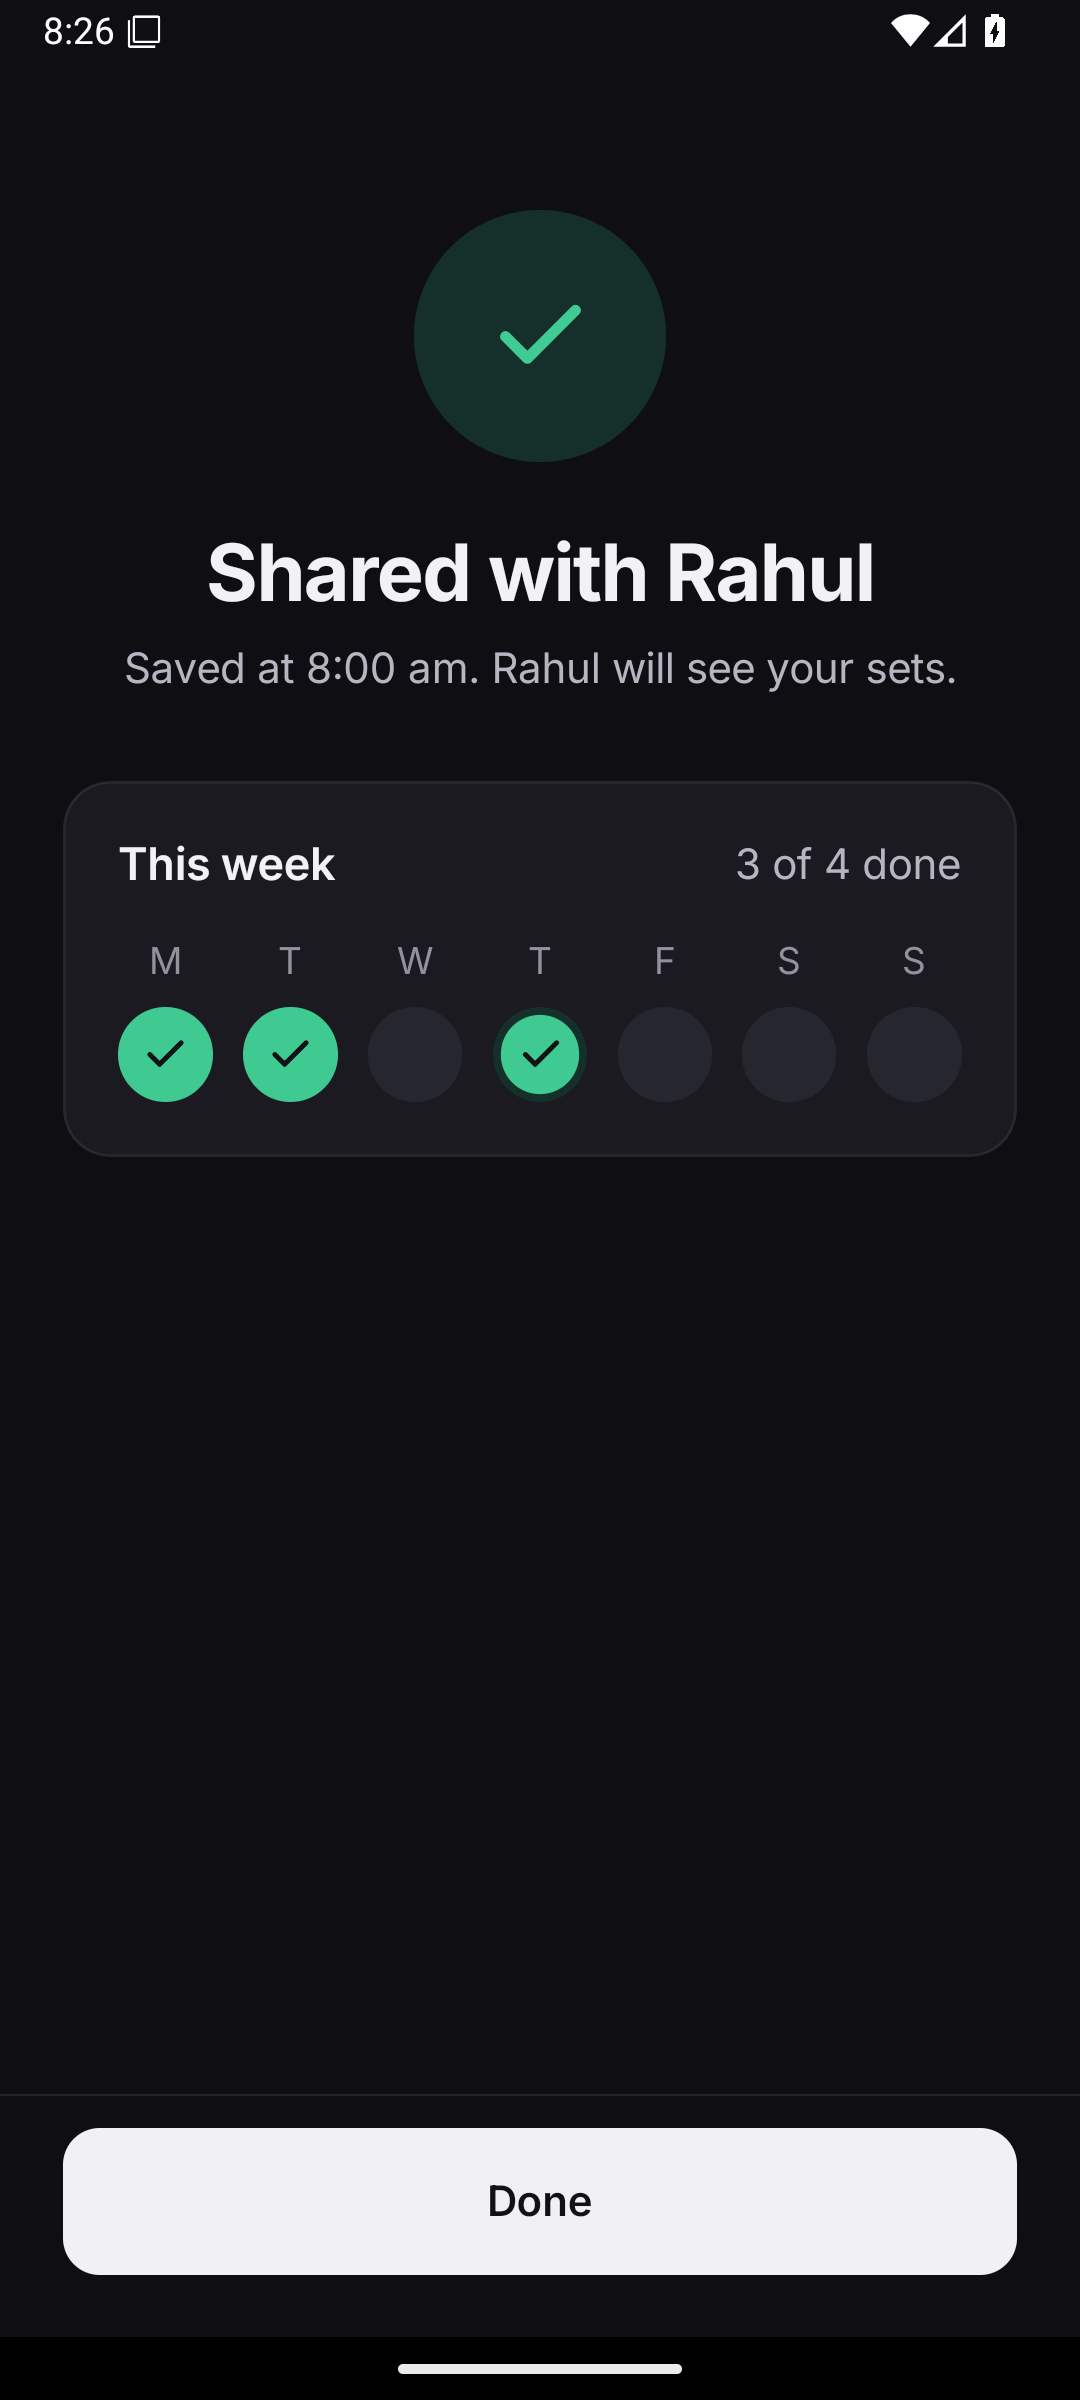 8:26
Shared with Rahul
Saved at 8:00 am. Rahul will see your sets.
This week 3 of 4 done
M T W T F S S
Done